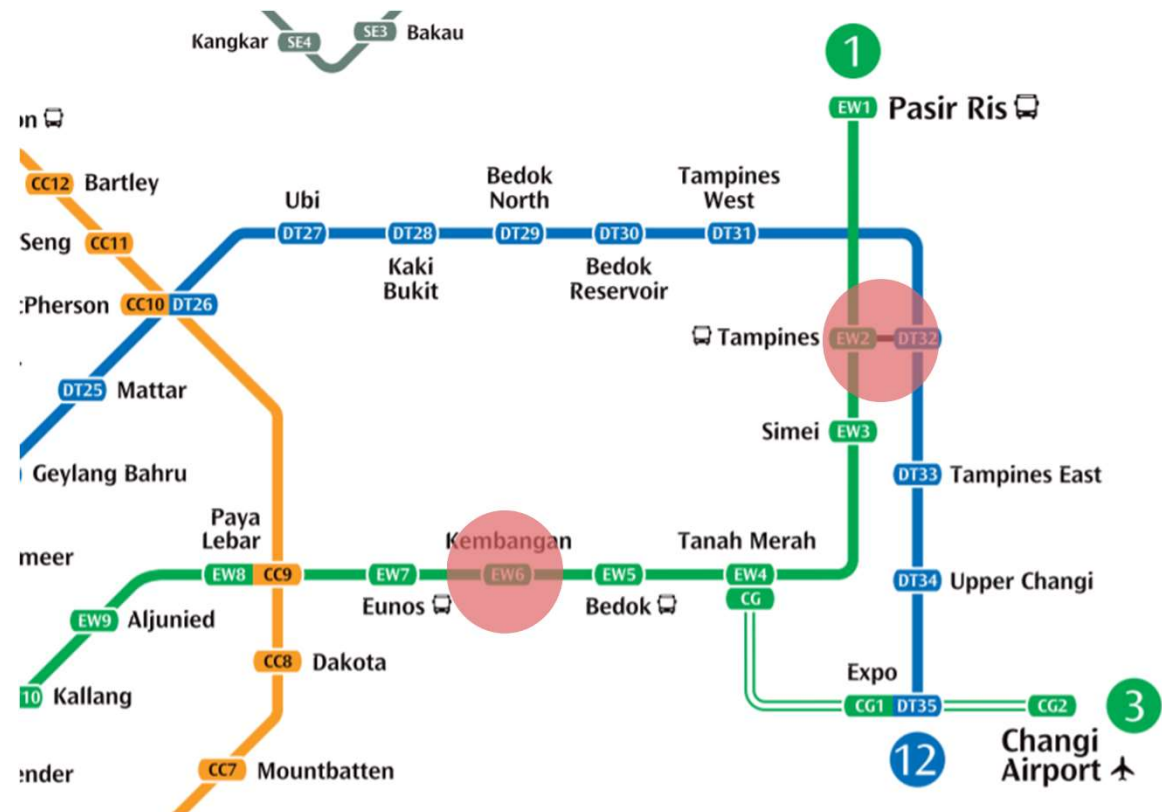 Kangkar SE4
SE3 Bakau
1
EW1 Pasir Ris
on
CC12 Bartley
Bedok
North
Tampines
West
Ubi
DT27
DT28
DT29
DT30
DT31
Seng CC11
Kaki
Bukit
Bedok
Reservoir
Pherson CC10 DT26
Tampines EW2 DT32
DT25 Mattar
Simei EW3
Geylang Bahru
DT33 Tampines East
Paya
Lebar
Kembangan
Tanah Merah
meer
EW8 CC9
EW7
EW6
EW5
EW4
DT34 Upper Changi
Eunos
Bedok
CG
EW9 Aljunied
CC8 Dakota
Expo
10 Kallang
CG1 DT35
CG2
3
12
Changi
Airport
ender
CC7 Mountbatten